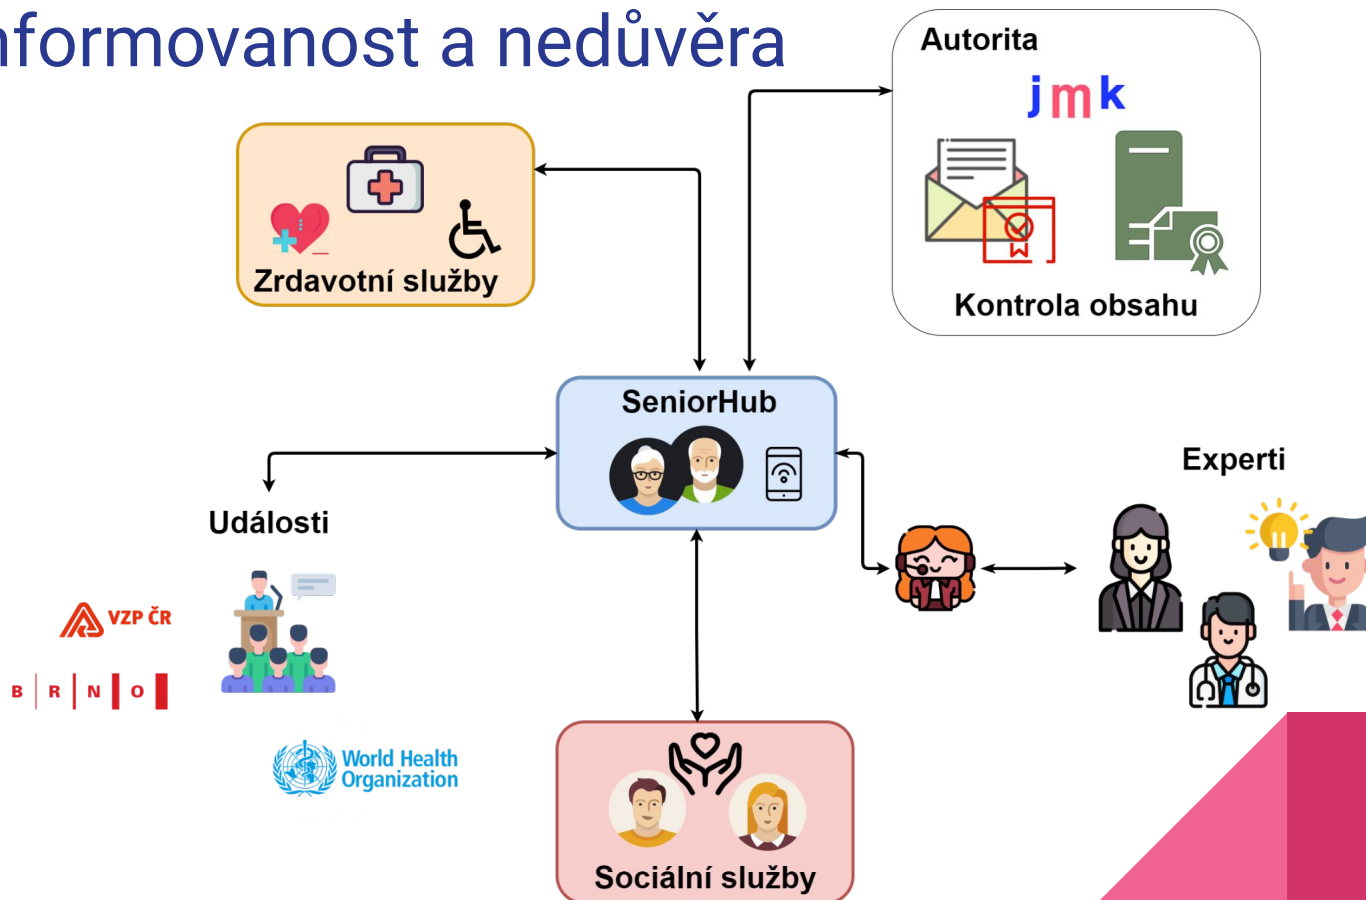 nformovanost a nedůvěra
Autorita
jmk
Kontrola obsahu
Zrdavotní služby
SeniorHub
Experti
Události
VZP ČR
B R N O
World Health
Organization
Sociální služby